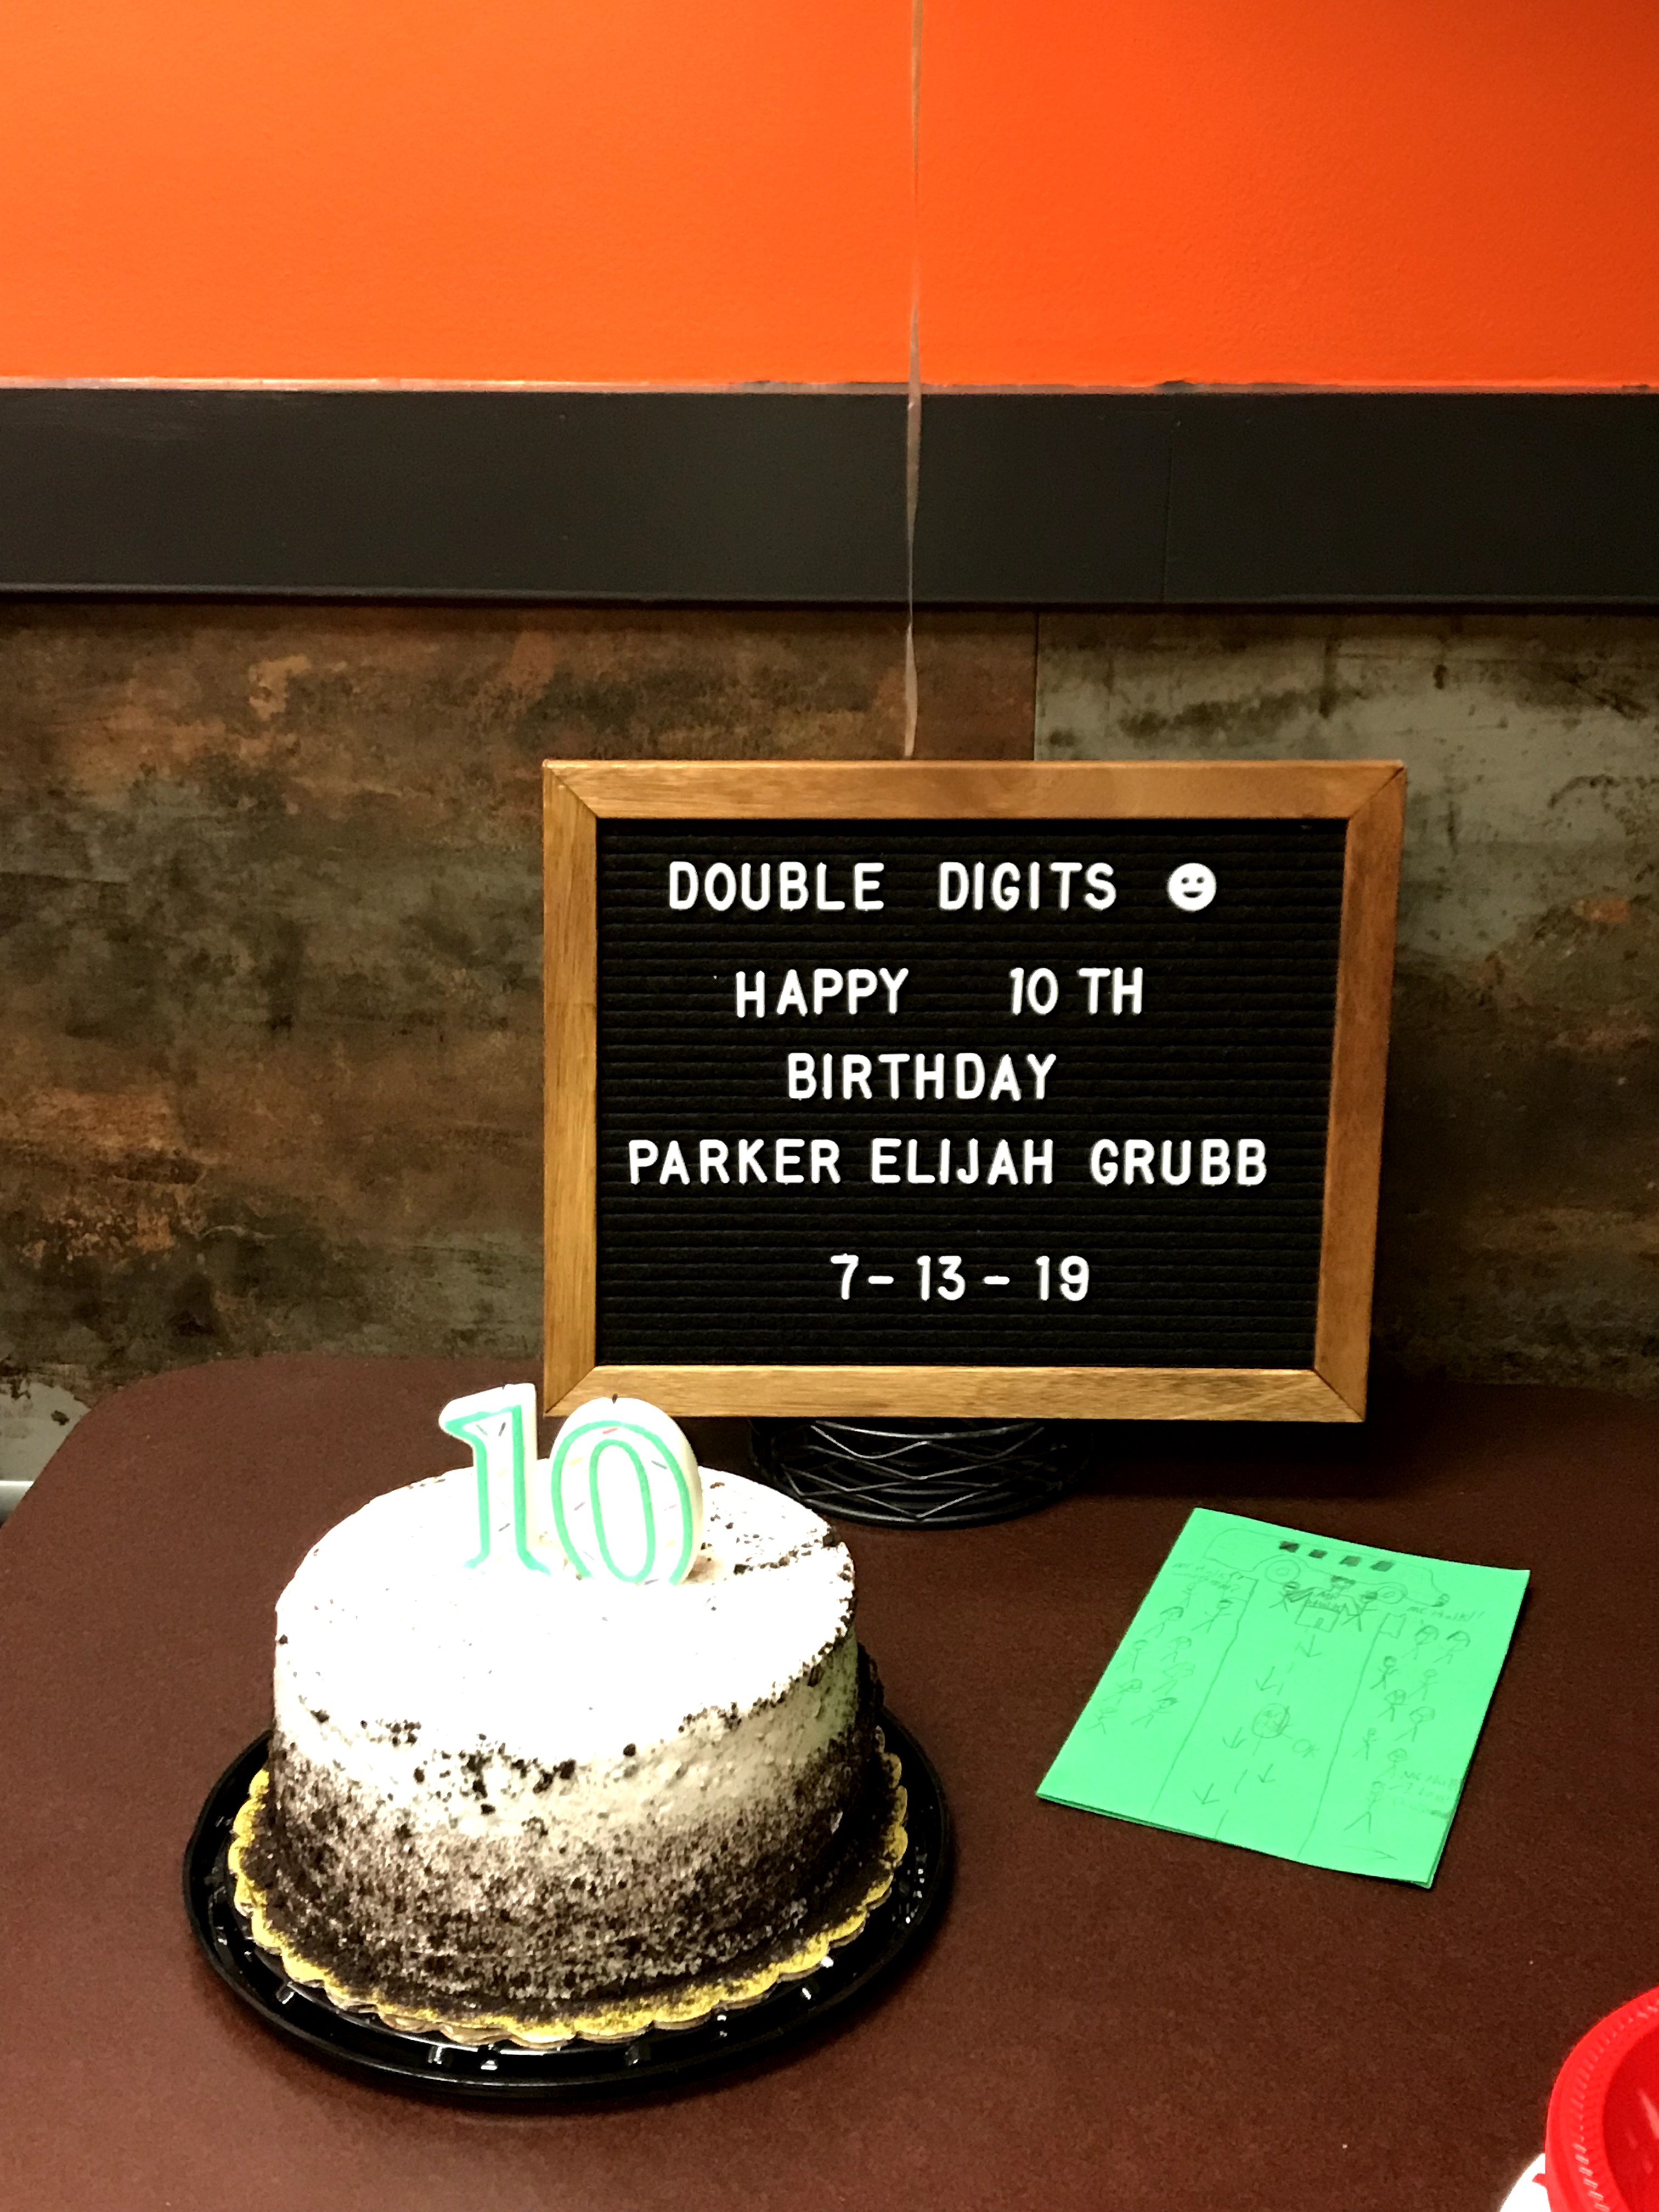 DOUBLE DIGITS ☻
HAPPY 10 TH
BIRTHDAY
PARKER ELIJAH GRUBB
7-13-19
10